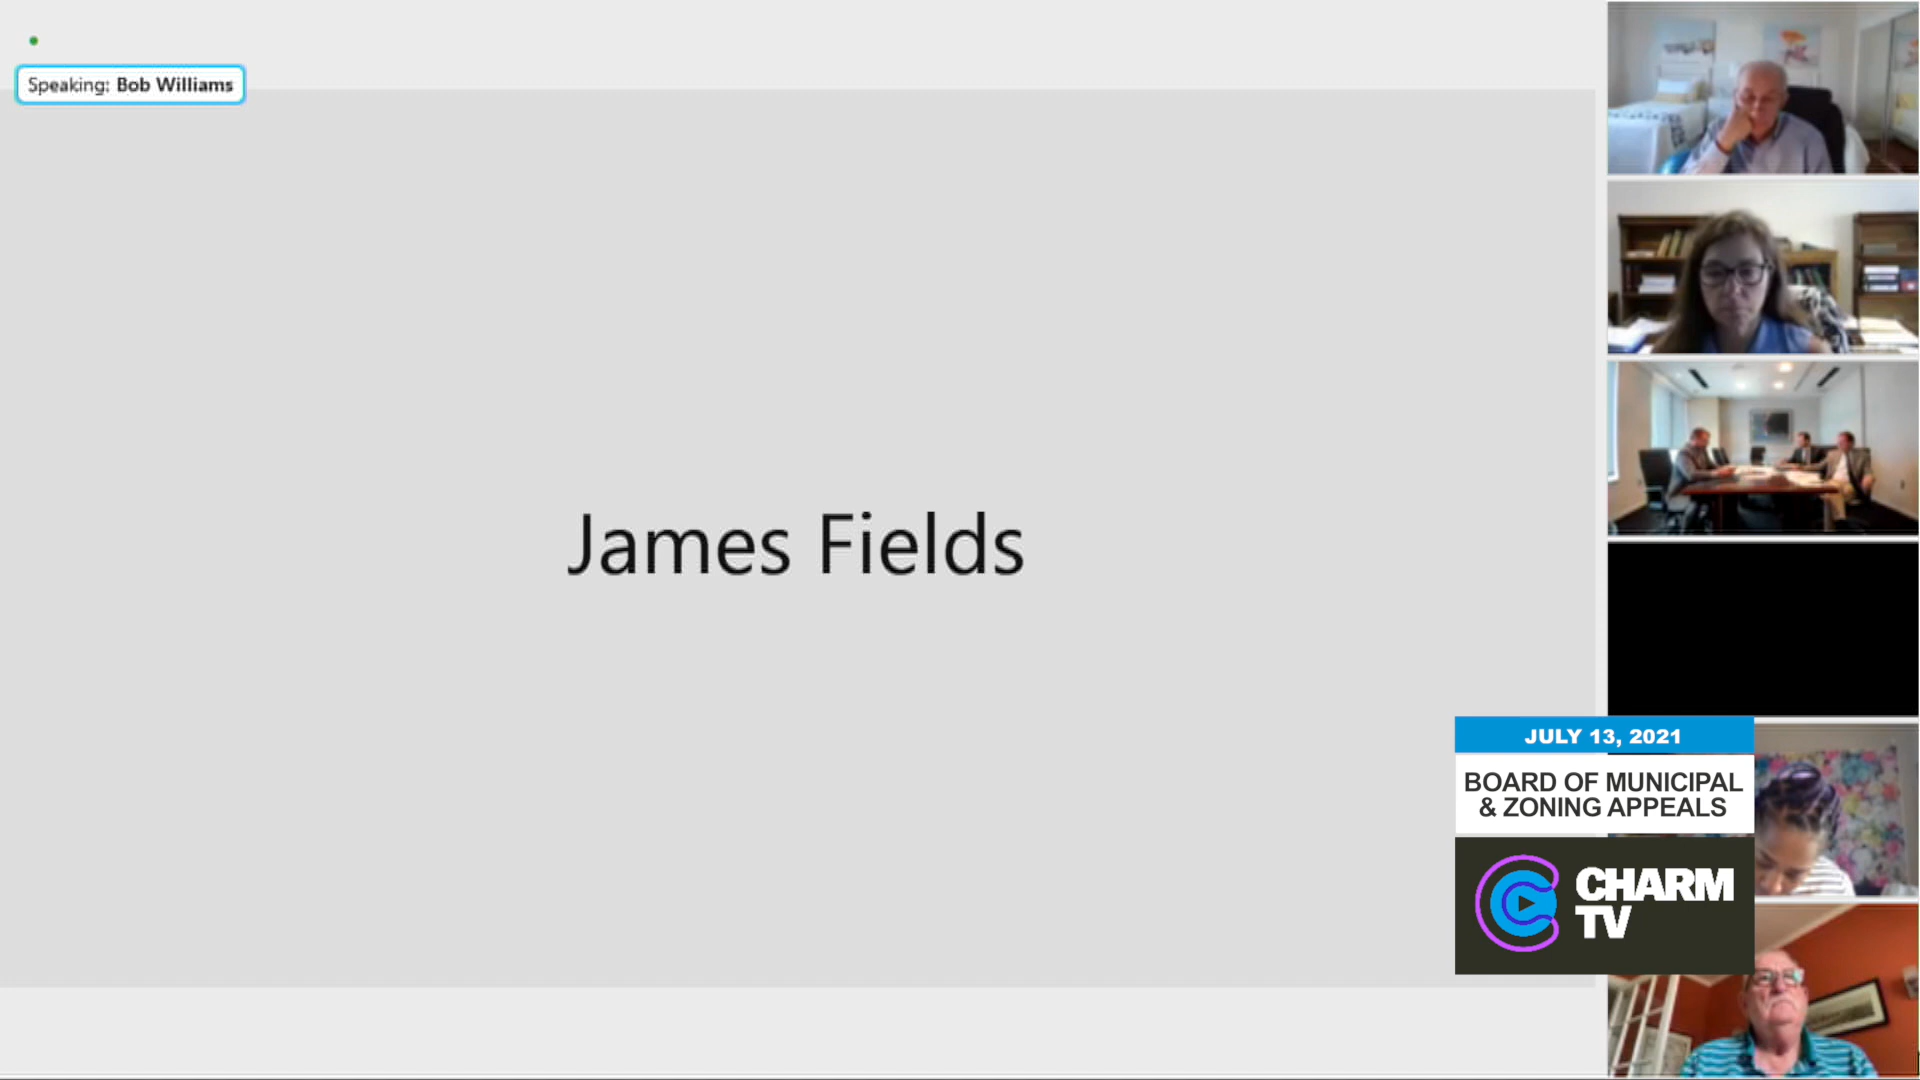 Speaking: Bob Williams
James Fields
JULY 13, 2021
BOARD OF MUNICIPAL
& ZONING APPEALS
CHARM
TV